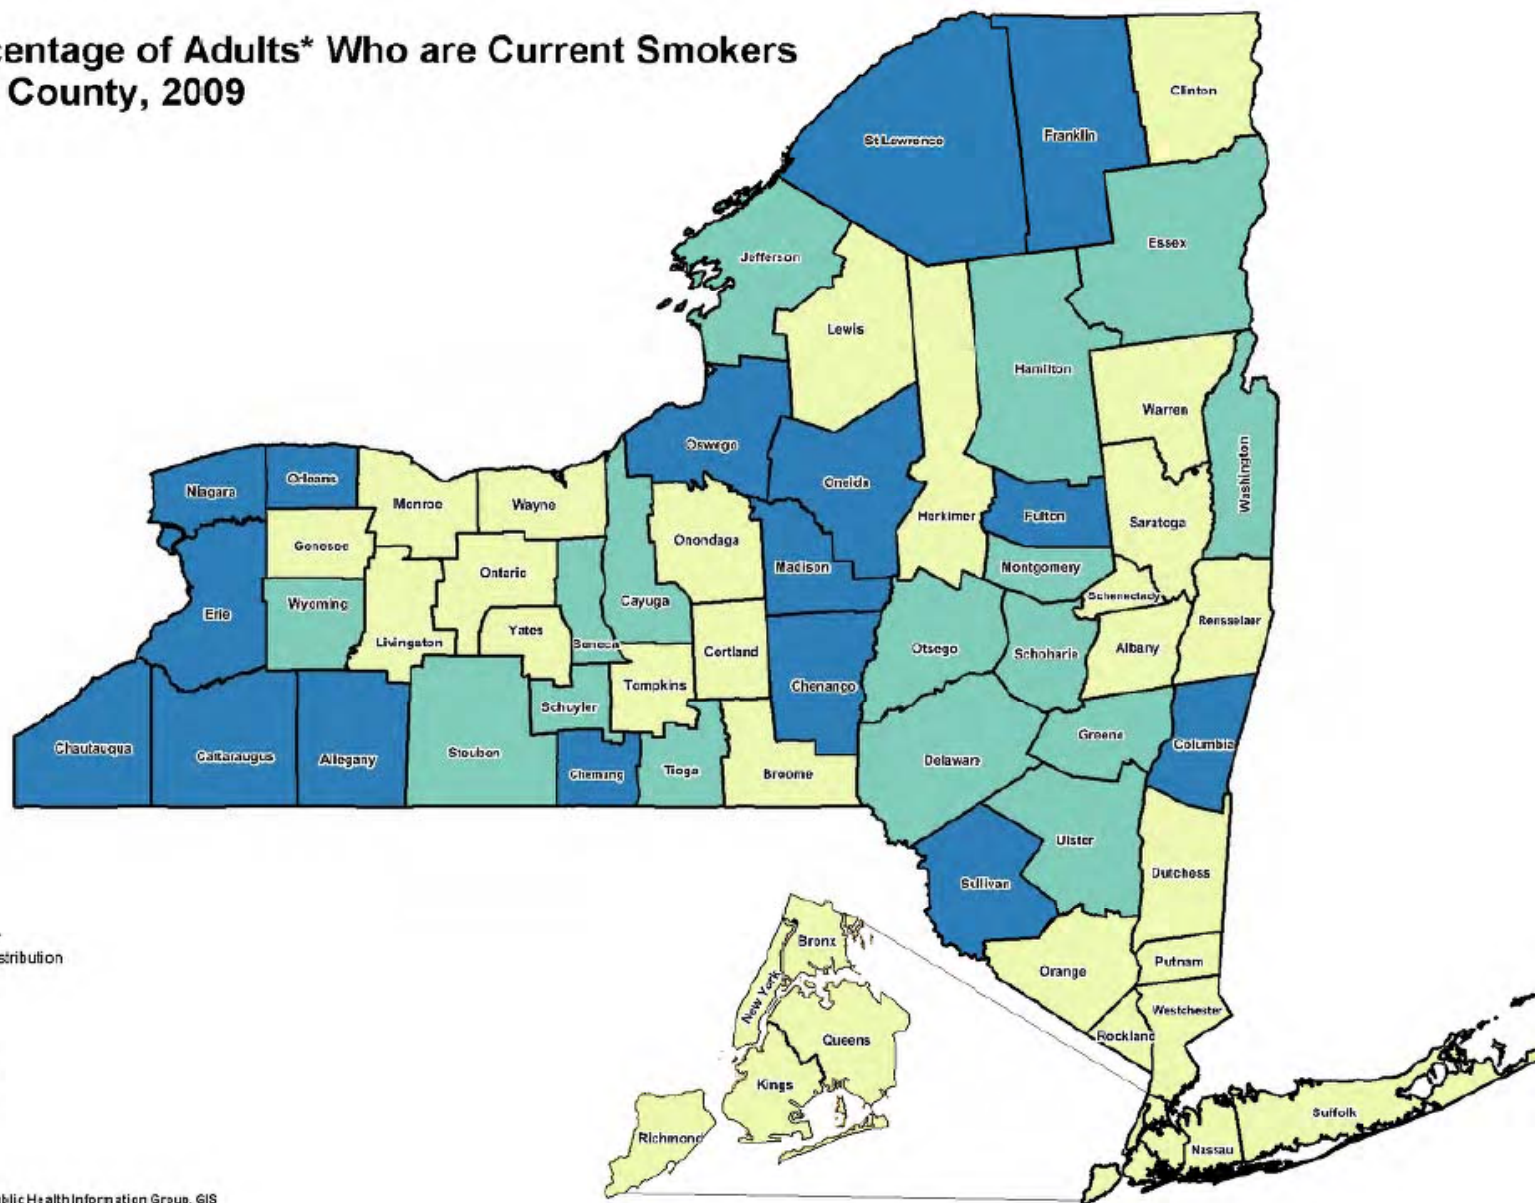 centage of Adults* Who are Current Smokers
County, 2009
Clinton
St Lawrence
Franklin
Essex
Jefferson
Lewis
Hamilton
Warren
Washington
Oswego
Oneida
Herkimer
Fulton
Saratoga
Niagara
Orleans
Monroe
Wayne
Genesee
Ontario
Onondaga
Madison
Montgomery
Schenectady
Rensselaer
Erie
Wyoming
Livingston
Yates
Seneca
Cayuga
Cortland
Otsego
Schoharie
Albany
Tompkins
Chenango
Schuyler
Chautauqua
Cattaraugus
Allegany
Steuben
Chemung
Tioga
Broome
Delaware
Greene
Columbia
Ulster
Sullivan
Dutchess
stribution
Bronx
Orange
Putnam
New York
Westchester
Rockland
Queens
Kings
Richmond
Suffolk
Nassau
blic Health Information Group, GIS